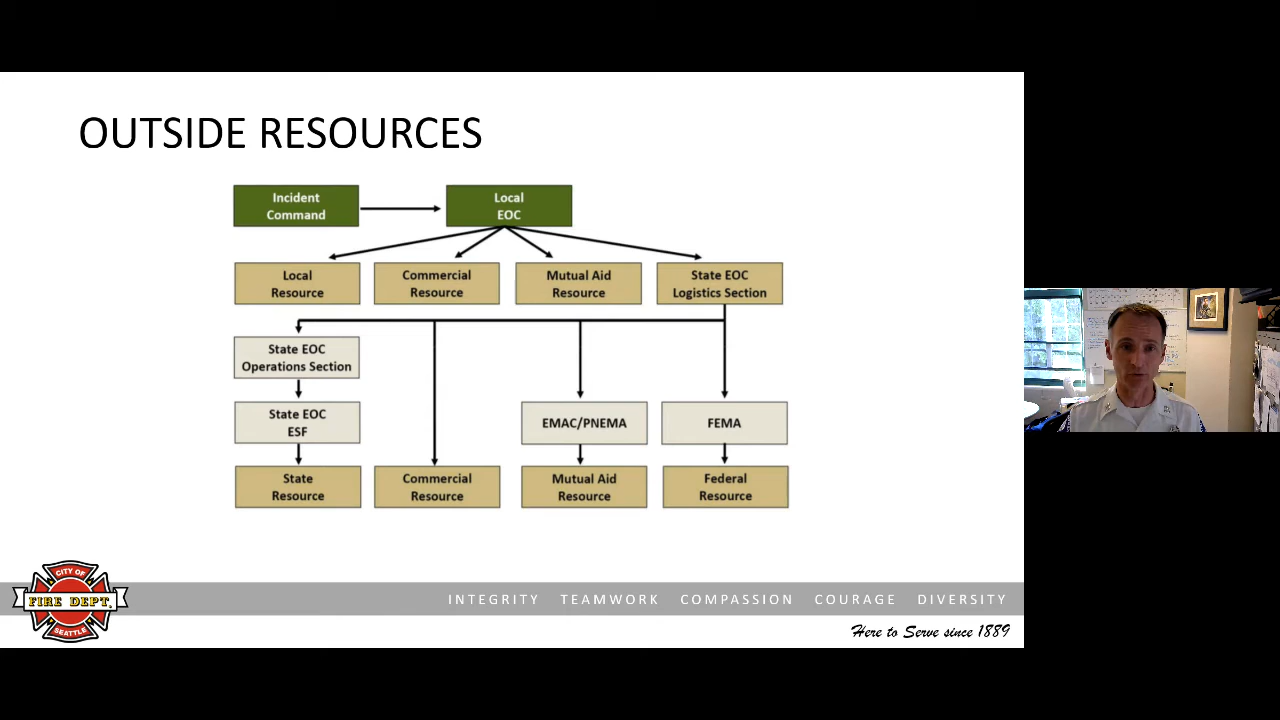 OUTSIDE RESOURCES
Incident
Command
Local
EOC
Local
Resource
Commercial
Resource
Mutual Aid
Resource
State EOC
Logistics Section
State EOC
Operations Section
State EOC
ESF
EMAC/PNEMA
FEMA
State
Resource
Commercial
Resource
Mutual Aid
Resource
Federal
Resource
CITY OF
FIRE DEPT.
SEATTLE
INTEGRITY TEAMWORK COMPASSION COURAGE DIVERSITY
Here to Serve since 1889